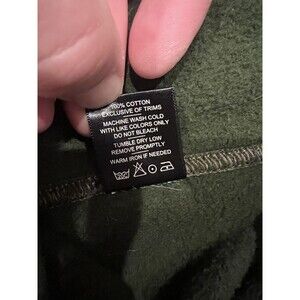 100% COTTON
EXCLUSIVE OF TRIMS
MACHINE WASH COLD
WITH LIKE COLORS ONLY
DO NOT BLEACH
TUMBLE DRY LOW
REMOVE PROMPTLY
WARM IRON IF NEEDED